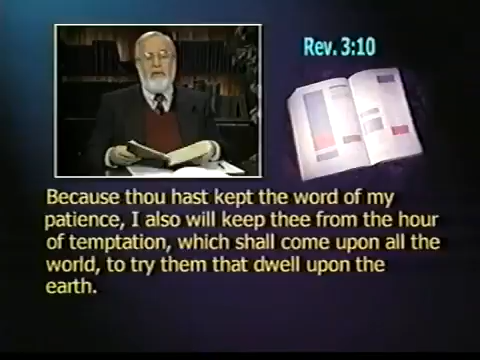 Rev. 3:10
Because thou hast kept the word of my
patience, I also will keep thee from the hour
of temptation, which shall come upon all the
world, to try them that dwell upon the
earth.